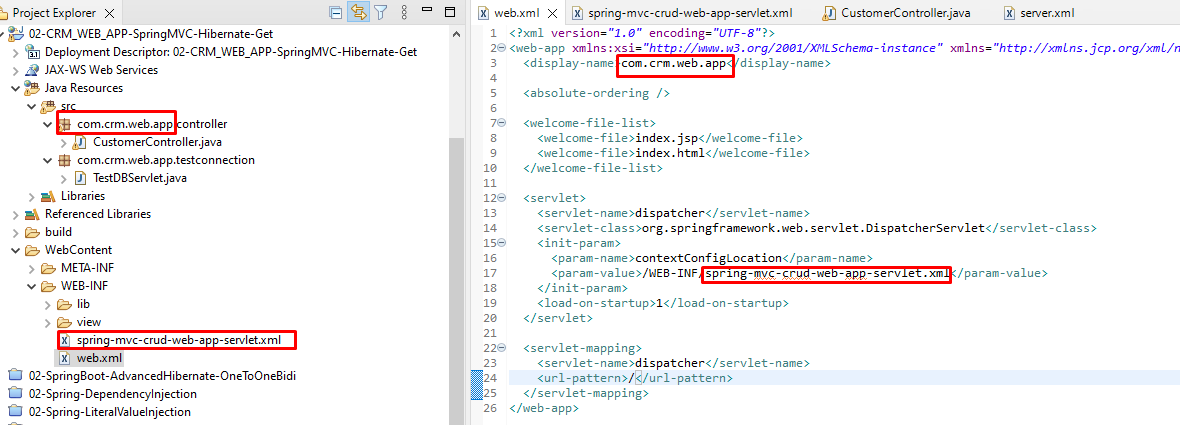 Project Explorer
02-CRM_WEB_APP-SpringMVC-Hibernate-Get
Deployment Descriptor: 02-CRM_WEB_APP-SpringMVC-Hibernate-Get
JAX-WS Web Services
Java Resources
src
com.crm.web.app.controller
CustomerController.java
com.crm.web.app.testconnection
TestDBServlet.java
Libraries
Referenced Libraries
build
WebContent
META-INF
WEB-INF
lib
view
spring-mvc-crud-web-app-servlet.xml
web.xml
02-SpringBoot-AdvancedHibernate-OneToOneBidi
02-Spring-DependencyInjection
02-Spring-LiteralValueInjection
web.xml spring-mvc-crud-web-app-servlet.xml CustomerController.java server.xml
1 <?xml version="1.0" encoding="UTF-8"?>
2 <web-app xmlns:xsi="http://www.w3.org/2001/XMLSchema-instance" xmlns="http://xmlns.jcp.org/xml/n
3 <display-name>com.crm.web.app</display-name>
4
5 <absolute-ordering />
6
7 <welcome-file-list>
8 <welcome-file>index.jsp</welcome-file>
9 <welcome-file>index.html</welcome-file>
10 </welcome-file-list>
11
12 <servlet>
13 <servlet-name>dispatcher</servlet-name>
14 <servlet-class>org.springframework.web.servlet.DispatcherServlet</servlet-class>
15 <init-param>
16 <param-name>contextConfigLocation</param-name>
17 <param-value>/WEB-INF/spring-mvc-crud-web-app-servlet.xml</param-value>
18 </init-param>
19 <load-on-startup>1</load-on-startup>
20 </servlet>
21
22 <servlet-mapping>
23 <servlet-name>dispatcher</servlet-name>
24 <url-pattern>/</url-pattern>
25 </servlet-mapping>
26 </web-app>